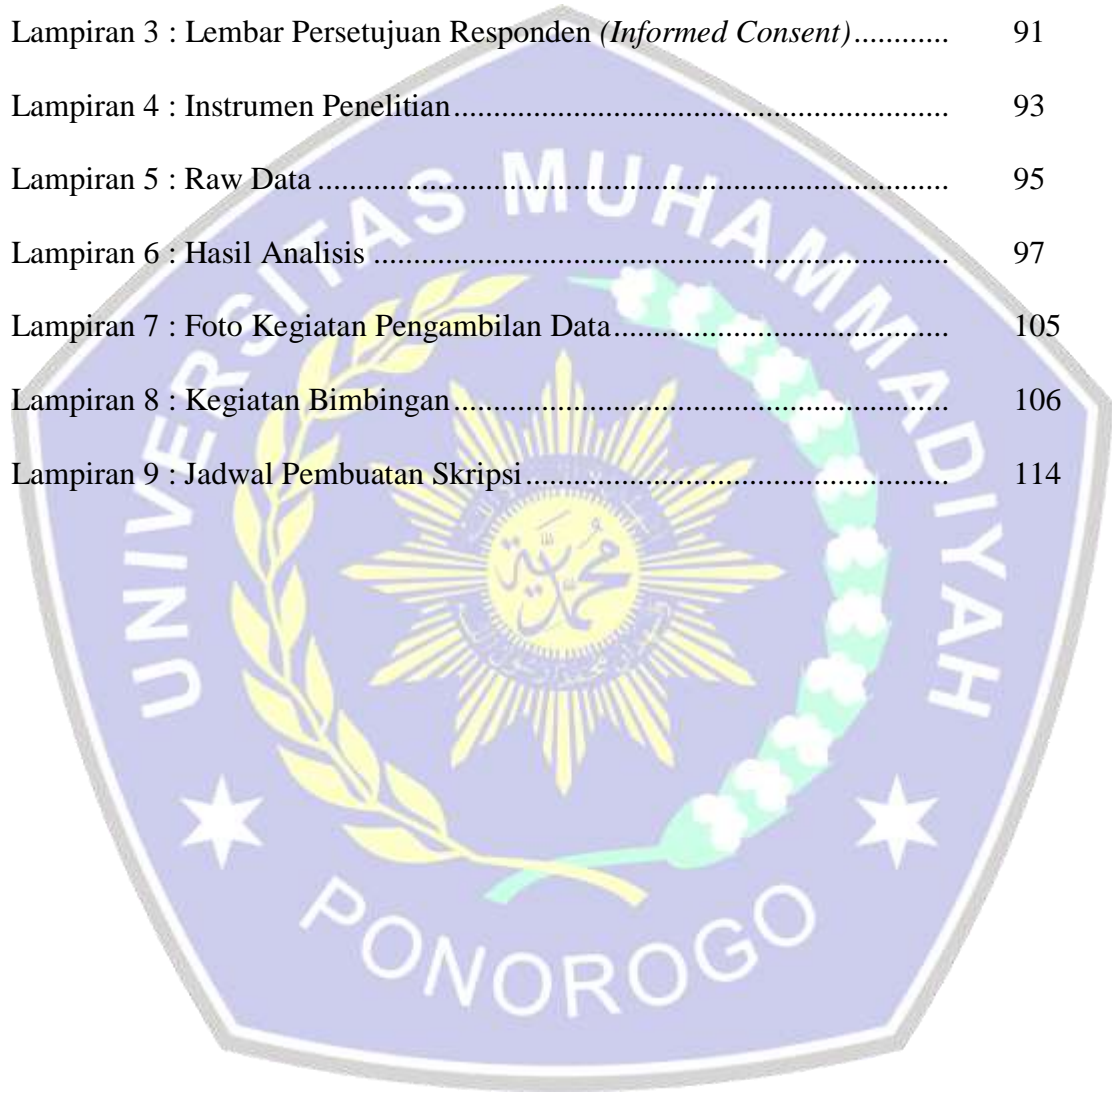 Lampiran 3 : Lembar Persetujuan Responden (Informed Consent)............ 91
Lampiran 4 : Instrumen Penelitian.............................................................. 93
Lampiran 5 : Raw Data ............................................................................... 95
Lampiran 6 : Hasil Analisis ........................................................................ 97
Lampiran 7 : Foto Kegiatan Pengambilan Data.......................................... 105
Lampiran 8 : Kegiatan Bimbingan.............................................................. 106
Lampiran 9 : Jadwal Pembuatan Skripsi..................................................... 114
UNIVERSITAS MUHAMMADIYAH
محمدية
PONOROGO